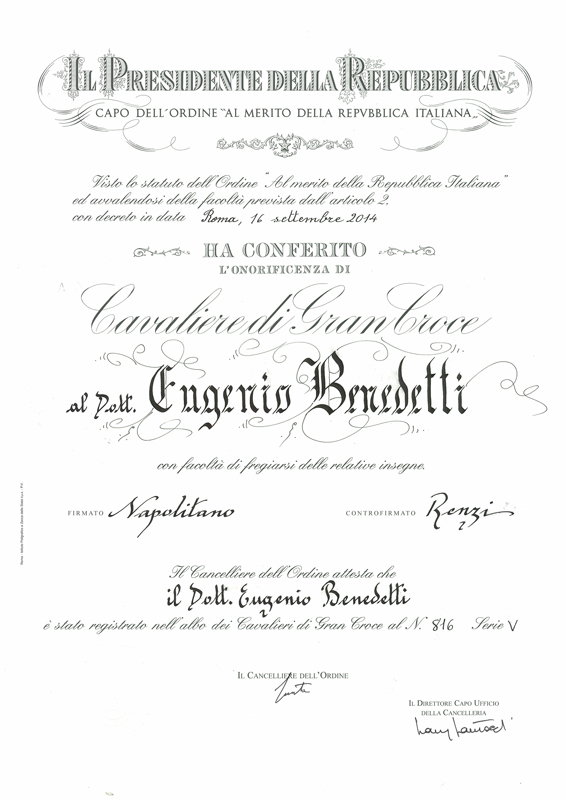 IL PRESIDENTE DELLA REPUBBLICA
CAPO DELL'ORDINE "AL MERITO DELLA REPVBBLICA ITALIANA„
Visto lo statuto dell'Ordine "Al merito della Repubblica Italiana"
ed avvalendosi della facoltà prevista dall'articolo 2.
con decreto in data Roma, 16 settembre 2014
HA CONFERITO
L'ONORIFICENZA DI
Cavaliere di Gran Croce
al Dott. Eugenio Benedetti
con facoltà di fregiarsi delle relative insegne.
FIRMATO Napolitano CONTROFIRMATO Renzi
Il Cancelliere dell'Ordine attesta che
il Dott. Eugenio Benedetti
è stato registrato nell'albo dei Cavalieri di Gran Croce al N. 816 Serie V
IL CANCELLIERE DELL'ORDINE
IL DIRETTORE CAPO UFFICIO
DELLA CANCELLERIA